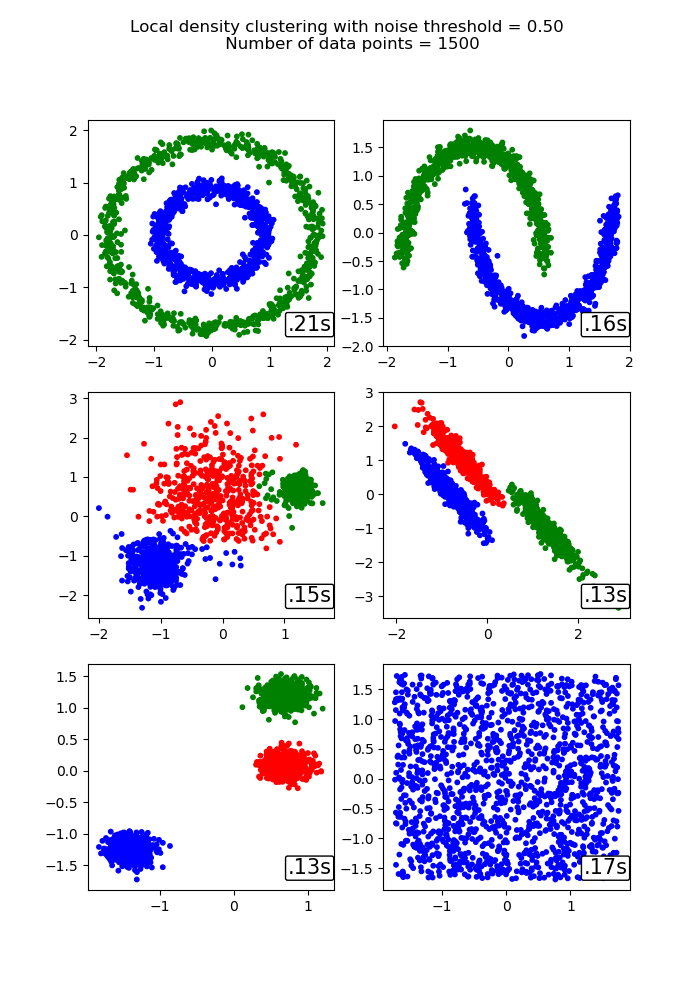 Local density clustering with noise threshold = 0.50
Number of data points = 1500
2
1
0
−1
−2
.21s
−2 −1 0 1 2
1.5
1.0
0.5
0.0
−0.5
−1.0
−1.5
−2.0
.16s
−2 −1 0 1 2
3
2
1
0
−1
−2
.15s
−2 −1 0 1
3
2
1
0
−1
−2
−3
.13s
−2 0 2
1.5
1.0
0.5
0.0
−0.5
−1.0
−1.5
.13s
−1 0 1
1.5
1.0
0.5
0.0
−0.5
−1.0
−1.5
.17s
−1 0 1